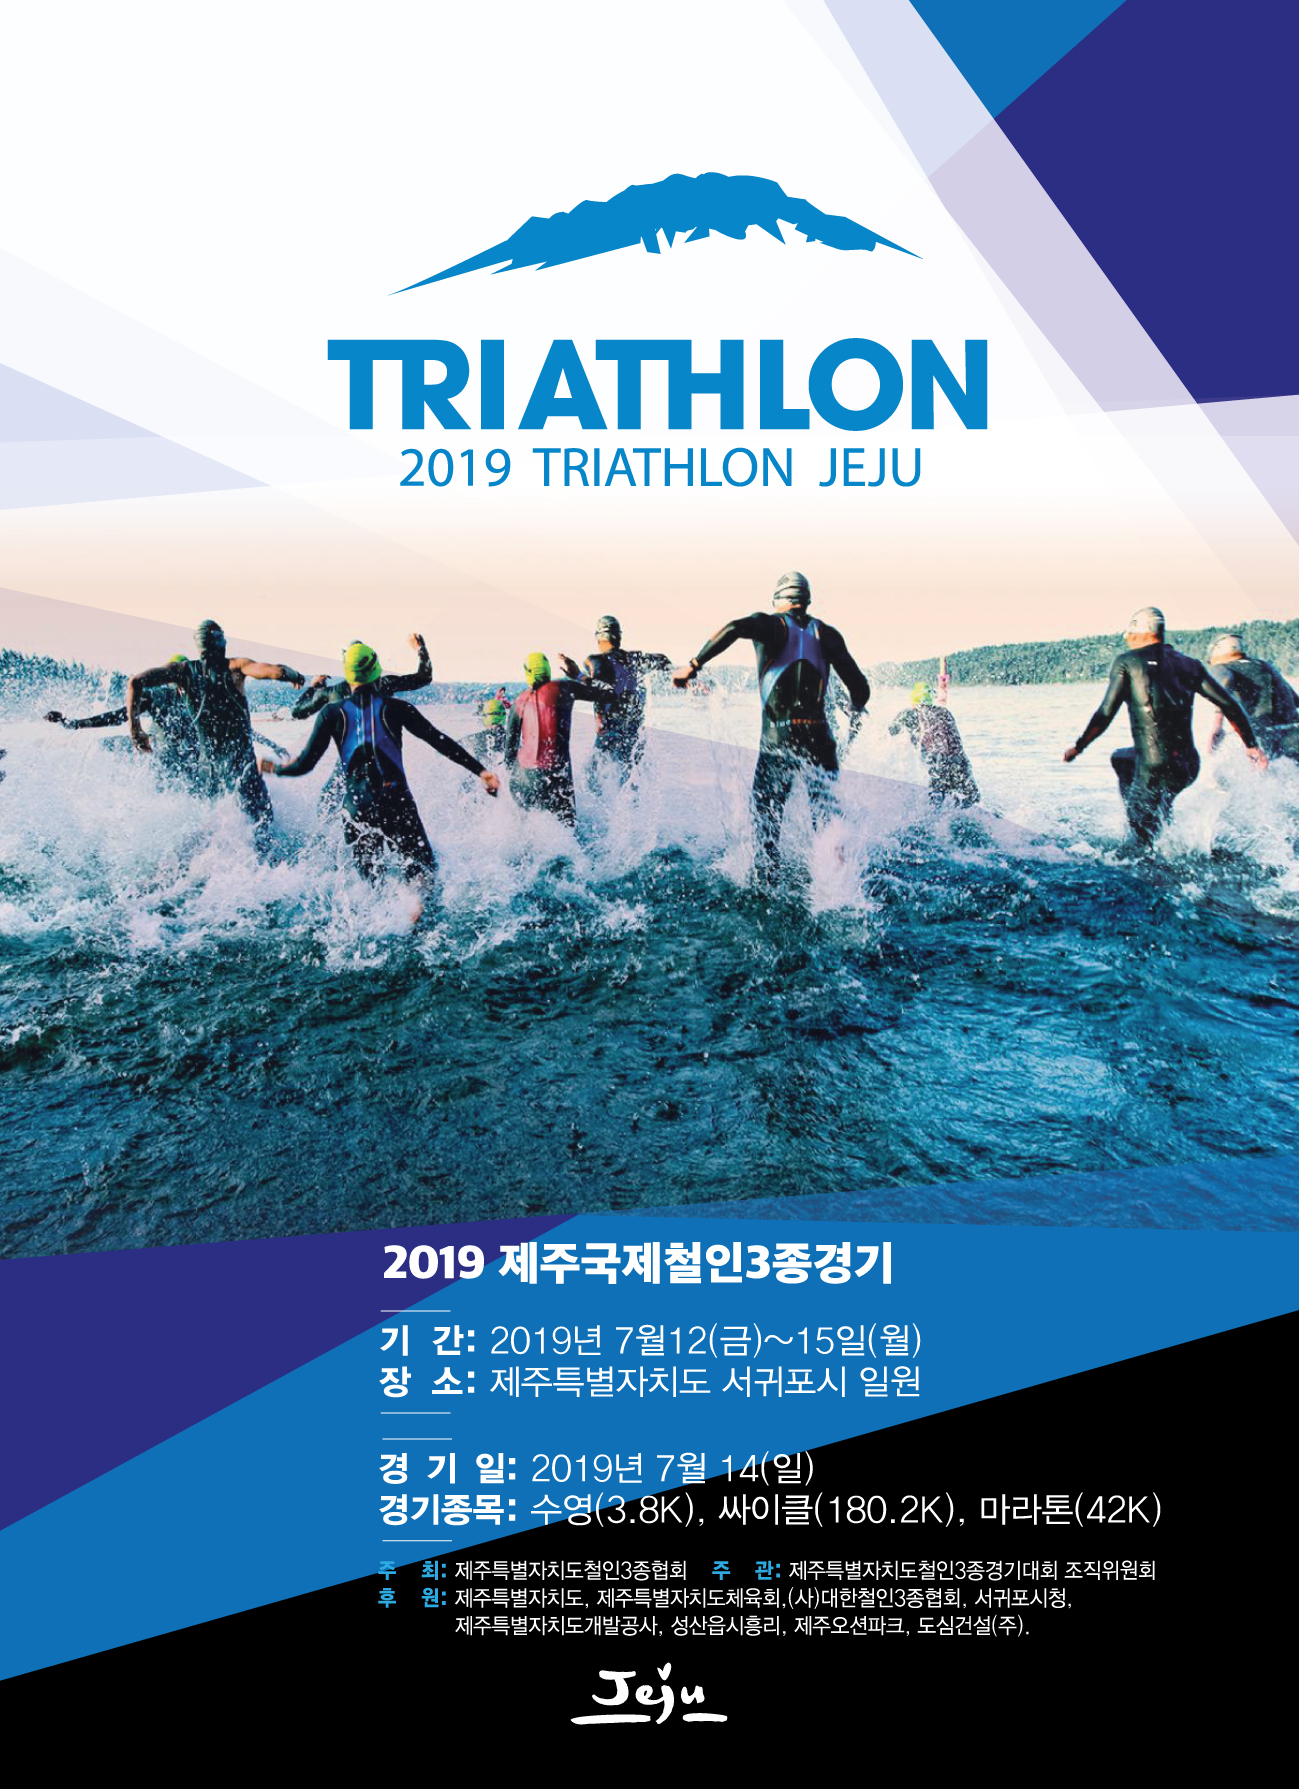 TRIATHLON
2019 TRIATHLON JEJU
2019 제주국제철인3종경기
기 간: 2019년 7월12(금)~15일(월)
장 소: 제주특별자치도 서귀포시 일원
경 기 일: 2019년 7월 14(일)
경기종목: 수영(3.8K), 싸이클(180.2K), 마라톤(42K)
주 최: 제주특별자치도철인3종협회 주 관: 제주특별자치도철인3종경기대회 조직위원회
후 원: 제주특별자치도, 제주특별자치도체육회,(사)대한철인3종협회, 서귀포시청,
제주특별자치도개발공사, 성산읍시흥리, 제주오션파크, 도심건설(주).
Jeju